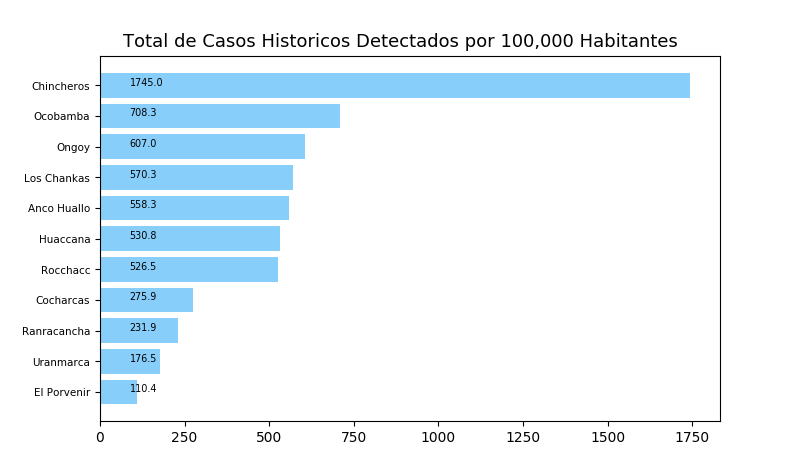 Total de Casos Historicos Detectados por 100,000 Habitantes
Chincheros 1745.0
Ocobamba 708.3
Ongoy 607.0
Los Chankas 570.3
Anco Huallo 558.3
Huaccana 530.8
Rocchacc 526.5
Cocharcas 275.9
Ranracancha 231.9
Uranmarca 176.5
El Porvenir 110.4
0 250 500 750 1000 1250 1500 1750